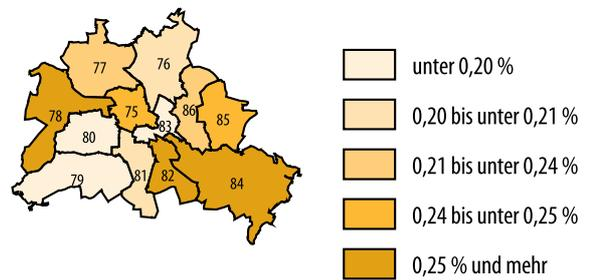 76
77
unter 0,20 %
78
75
86
85
0,20 bis unter 0,21 %
83
80
0,21 bis unter 0,24 %
79
81
82
84
0,24 bis unter 0,25 %
0,25 % und mehr